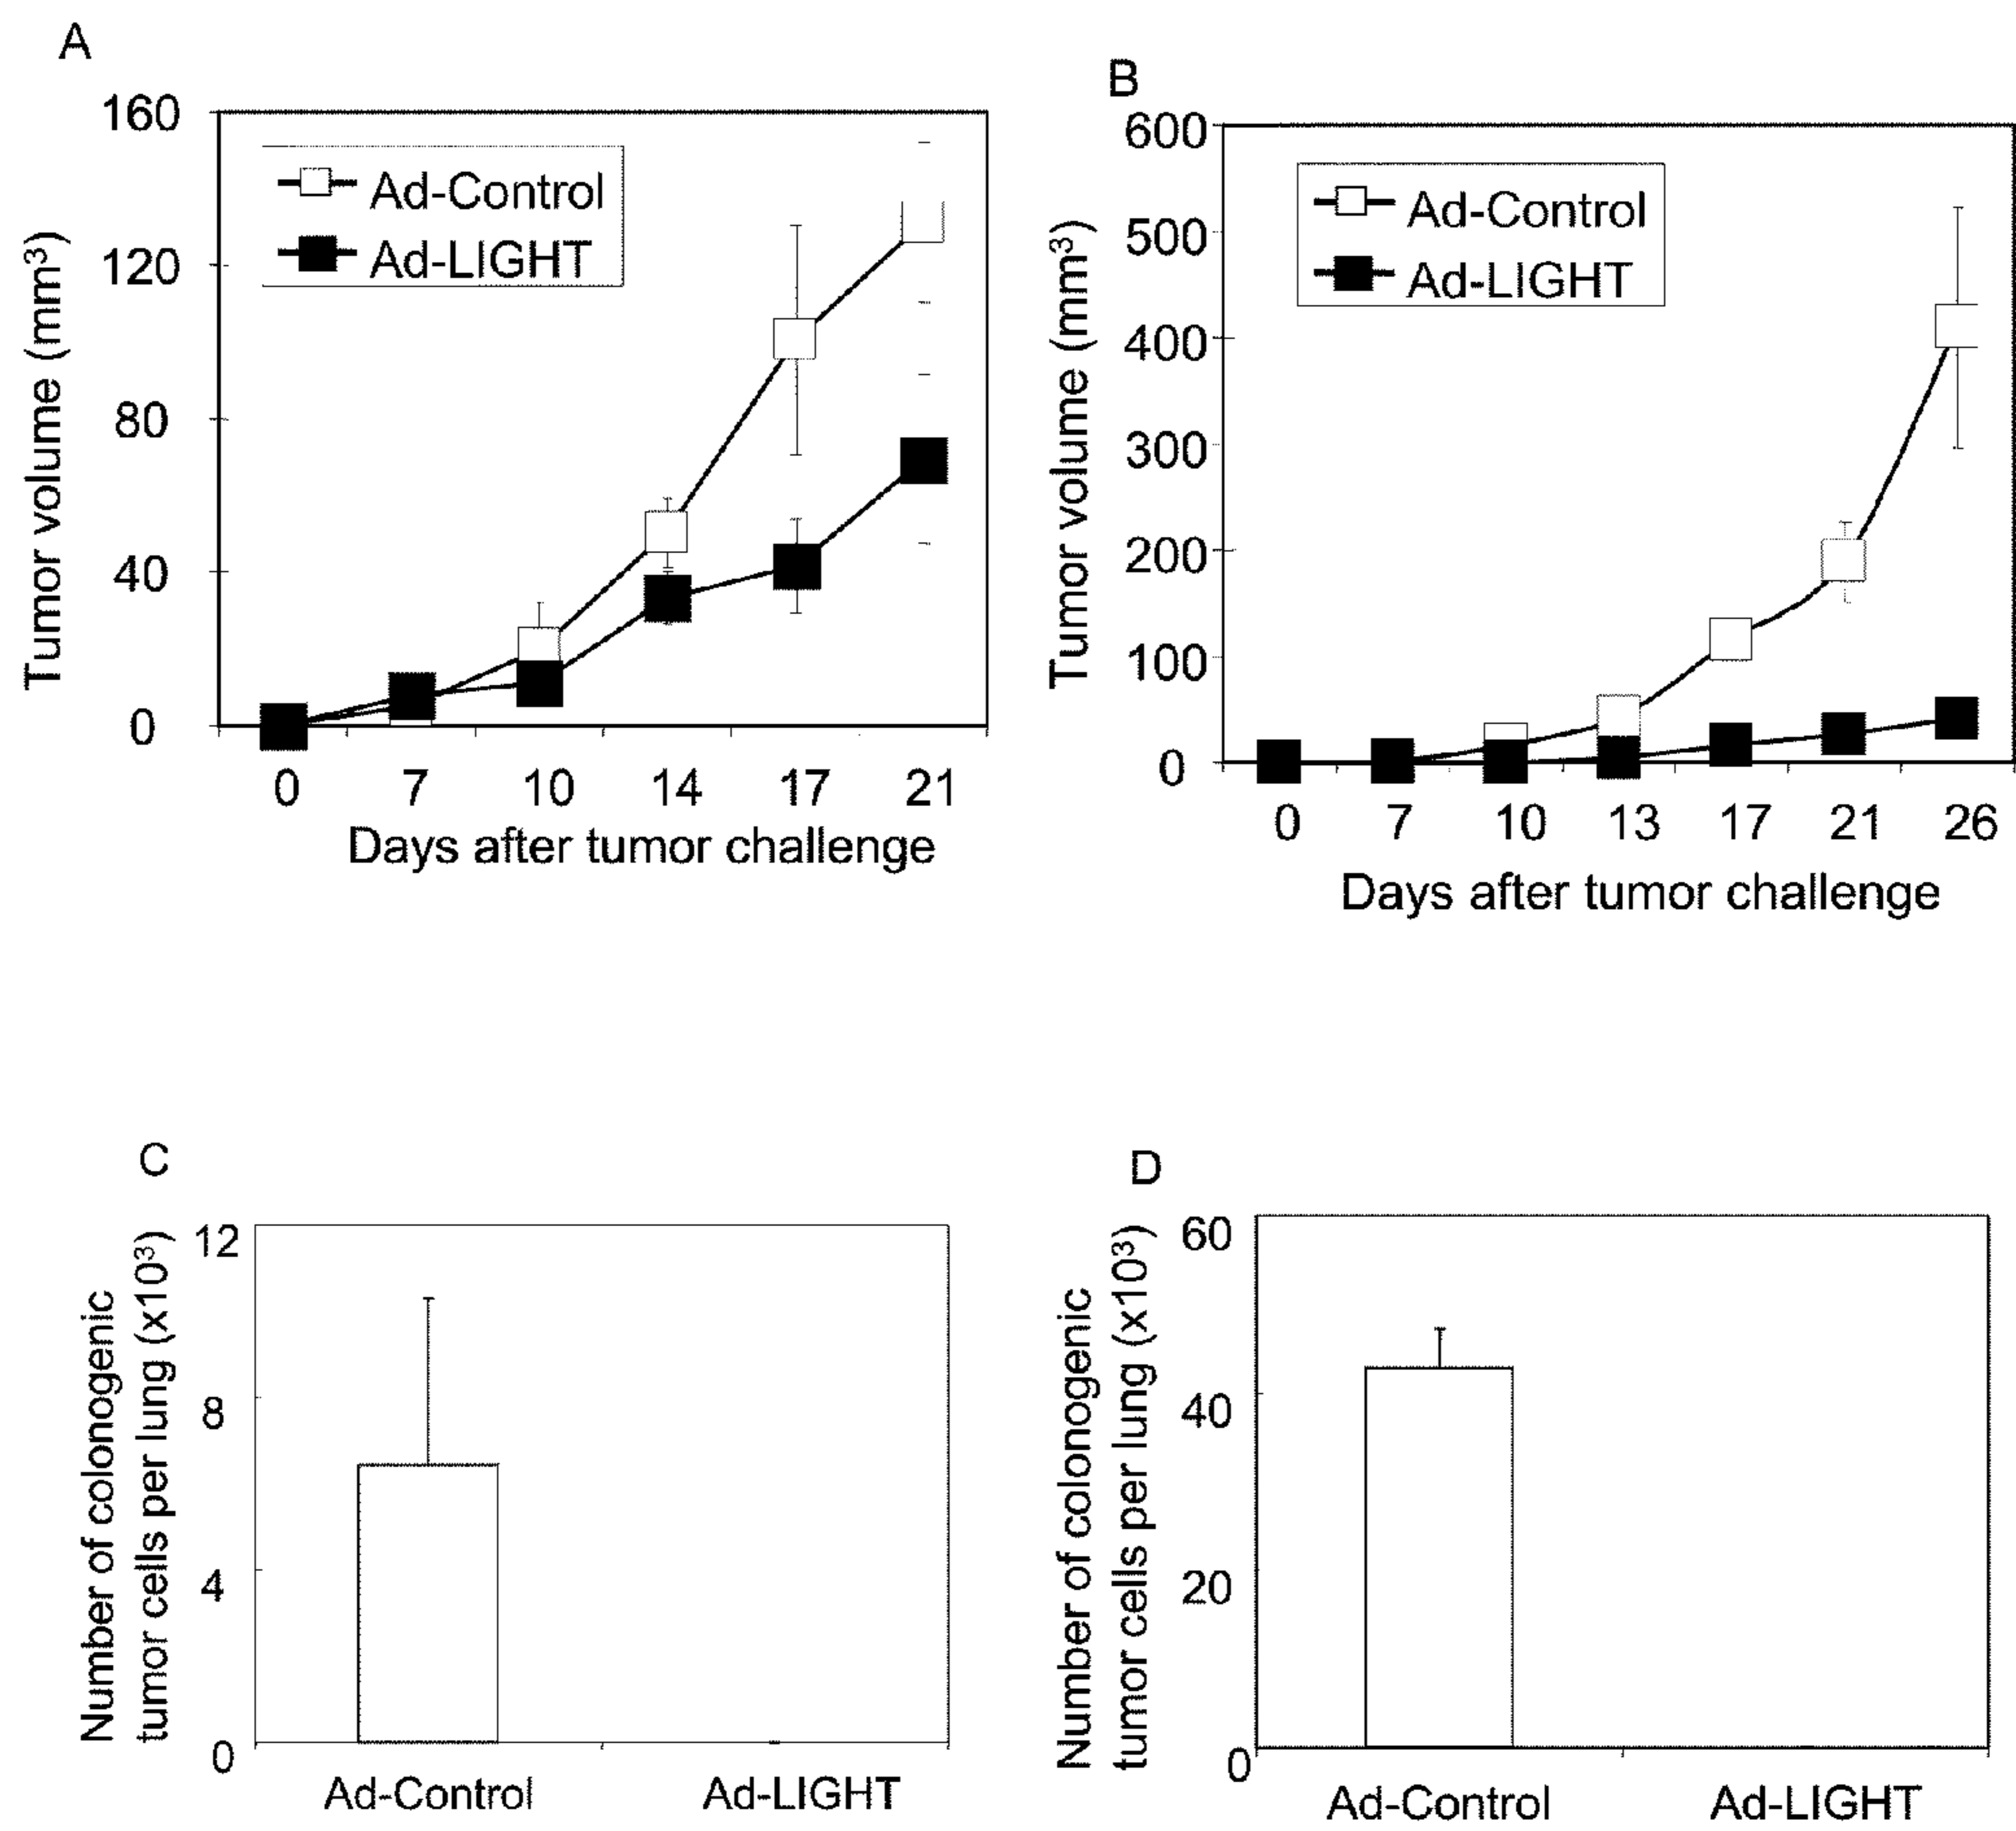 A
160
120
80
40
0
Tumor volume (mm³)
Ad-Control
Ad-LIGHT
0 7 10 14 17 21
Days after tumor challenge
B
600
500
400
300
200
100
0
Tumor volume (mm³)
Ad-Control
Ad-LIGHT
0 7 10 13 17 21 26
Days after tumor challenge
C
12
8
4
0
Number of colonogenic
tumor cells per lung (x10³)
Ad-Control Ad-LIGHT
D
60
40
20
0
Number of colonogenic
tumor cells per lung (x10³)
Ad-Control Ad-LIGHT